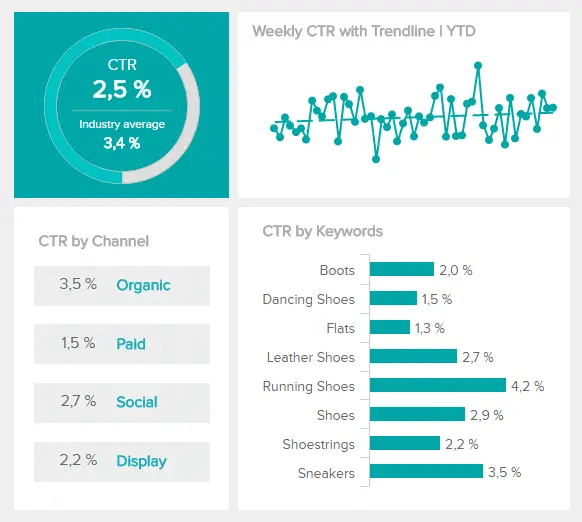 CTR
2,5 %
Industry average
3,4 %
Weekly CTR with Trendline | YTD
CTR by Channel
3,5 % Organic
1,5 % Paid
2,7 % Social
2,2 % Display
CTR by Keywords
Boots 2,0 %
Dancing Shoes 1,5 %
Flats 1,3 %
Leather Shoes 2,7 %
Running Shoes 4,2 %
Shoes 2,9 %
Shoestrings 2,2 %
Sneakers 3,5 %